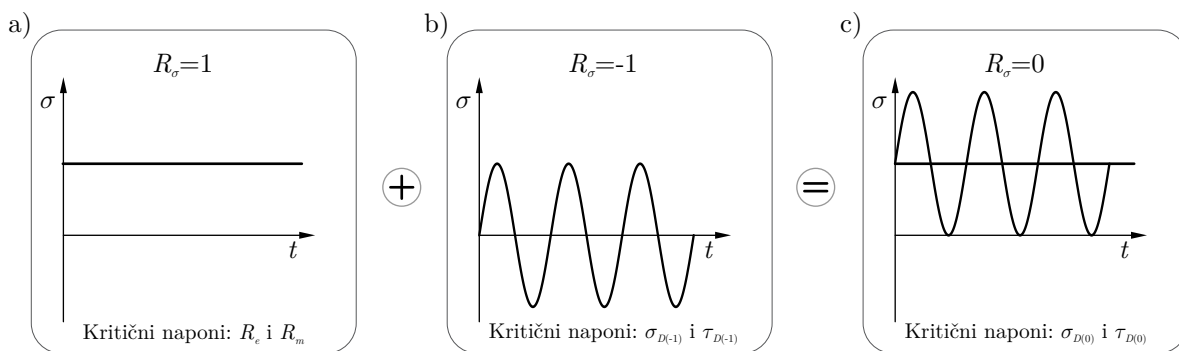 a)
R_σ=1
σ
t
Kritični naponi: R_e i R_m
+
b)
R_σ=-1
σ
t
Kritični naponi: σ_D(-1) i τ_D(-1)
=
c)
R_σ=0
σ
t
Kritični naponi: σ_D(0) i τ_D(0)